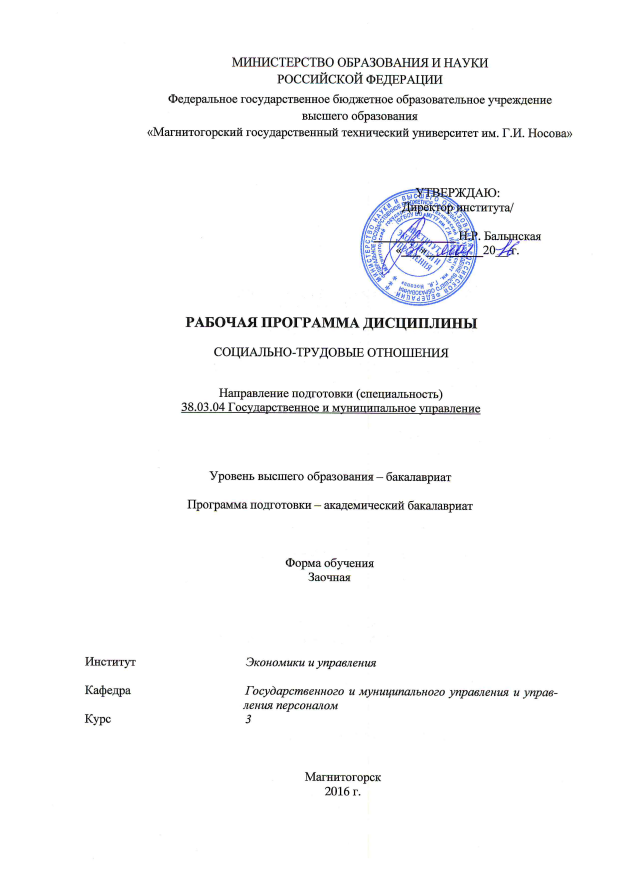 МИНИСТЕРСТВО ОБРАЗОВАНИЯ И НАУКИ
РОССИЙСКОЙ ФЕДЕРАЦИИ
Федеральное государственное бюджетное образовательное учреждение
высшего образования
«Магнитогорский государственный технический университет им. Г.И. Носова»
УТВЕРЖДАЮ:
Директор института/
Н.Р. Балынская
20 16 г.
РАБОЧАЯ ПРОГРАММА ДИСЦИПЛИНЫ
СОЦИАЛЬНО-ТРУДОВЫЕ ОТНОШЕНИЯ
Направление подготовки (специальность)
38.03.04 Государственное и муниципальное управление
Уровень высшего образования – бакалавриат
Программа подготовки – академический бакалавриат
Форма обучения
Заочная
Институт Экономики и управления
Кафедра Государственного и муниципального управления и управ-
ления персоналом
Курс 3
Магнитогорск
2016 г.